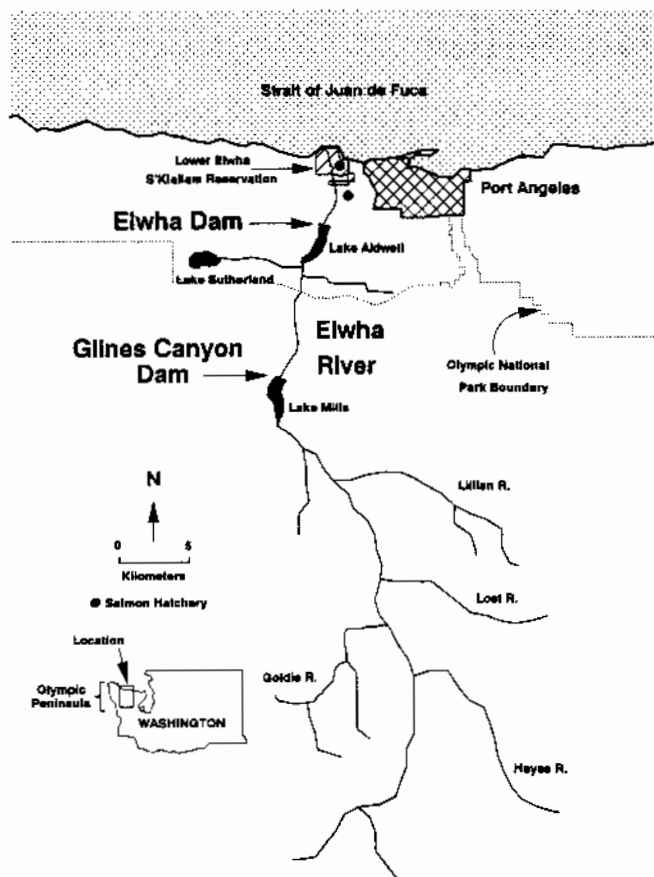 Strait of Juan de Fuca
Lower Elwha
S'Klallam Reservation
Port Angeles
Elwha Dam
Lake Aldwell
Lake Sutherland
Elwha
River
Glines Canyon
Dam
Olympic National
Park Boundary
Lake Mills
N
Lillian R.
0 5
Kilometers
Salmon Hatchery
Lost R.
Location
Goldie R.
Olympic
Peninsula
WASHINGTON
Hayes R.